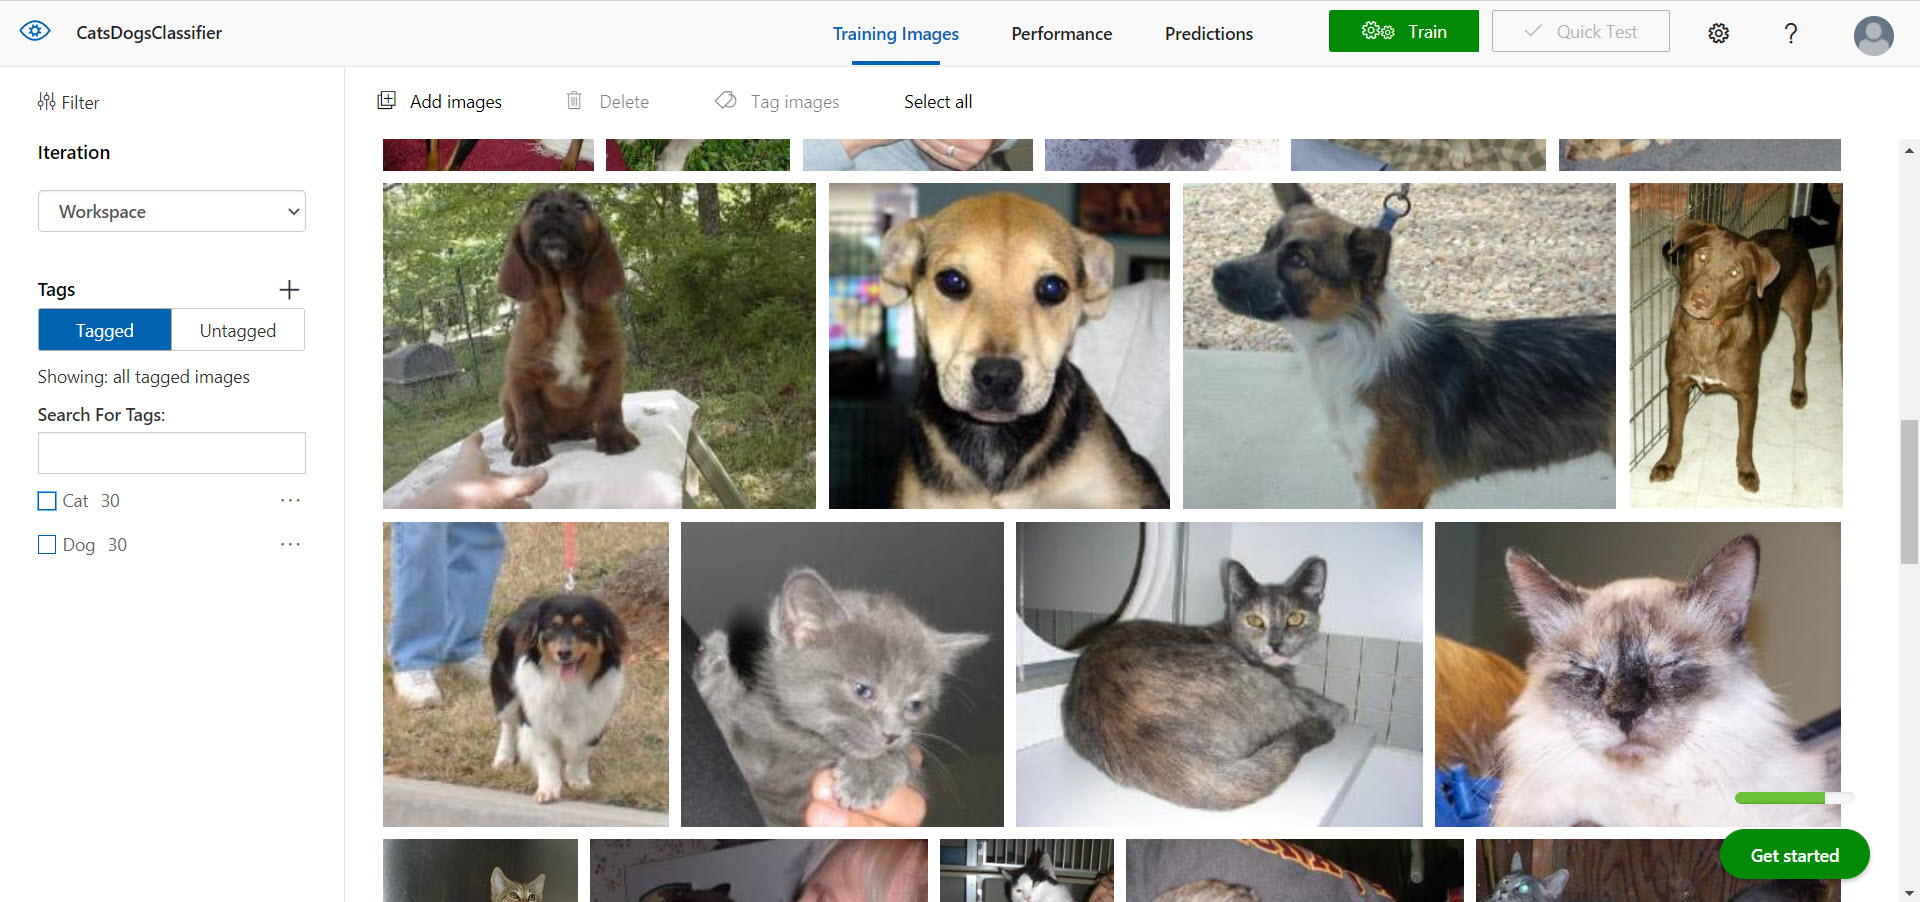 CatsDogsClassifier
Training Images
Performance
Predictions
Train
Quick Test
?
Filter
Add images
Delete
Tag images
Select all
Iteration
Workspace
Tags
Tagged
Untagged
Showing: all tagged images
Search For Tags:
Cat 30 ...
Dog 30 ...
Get started